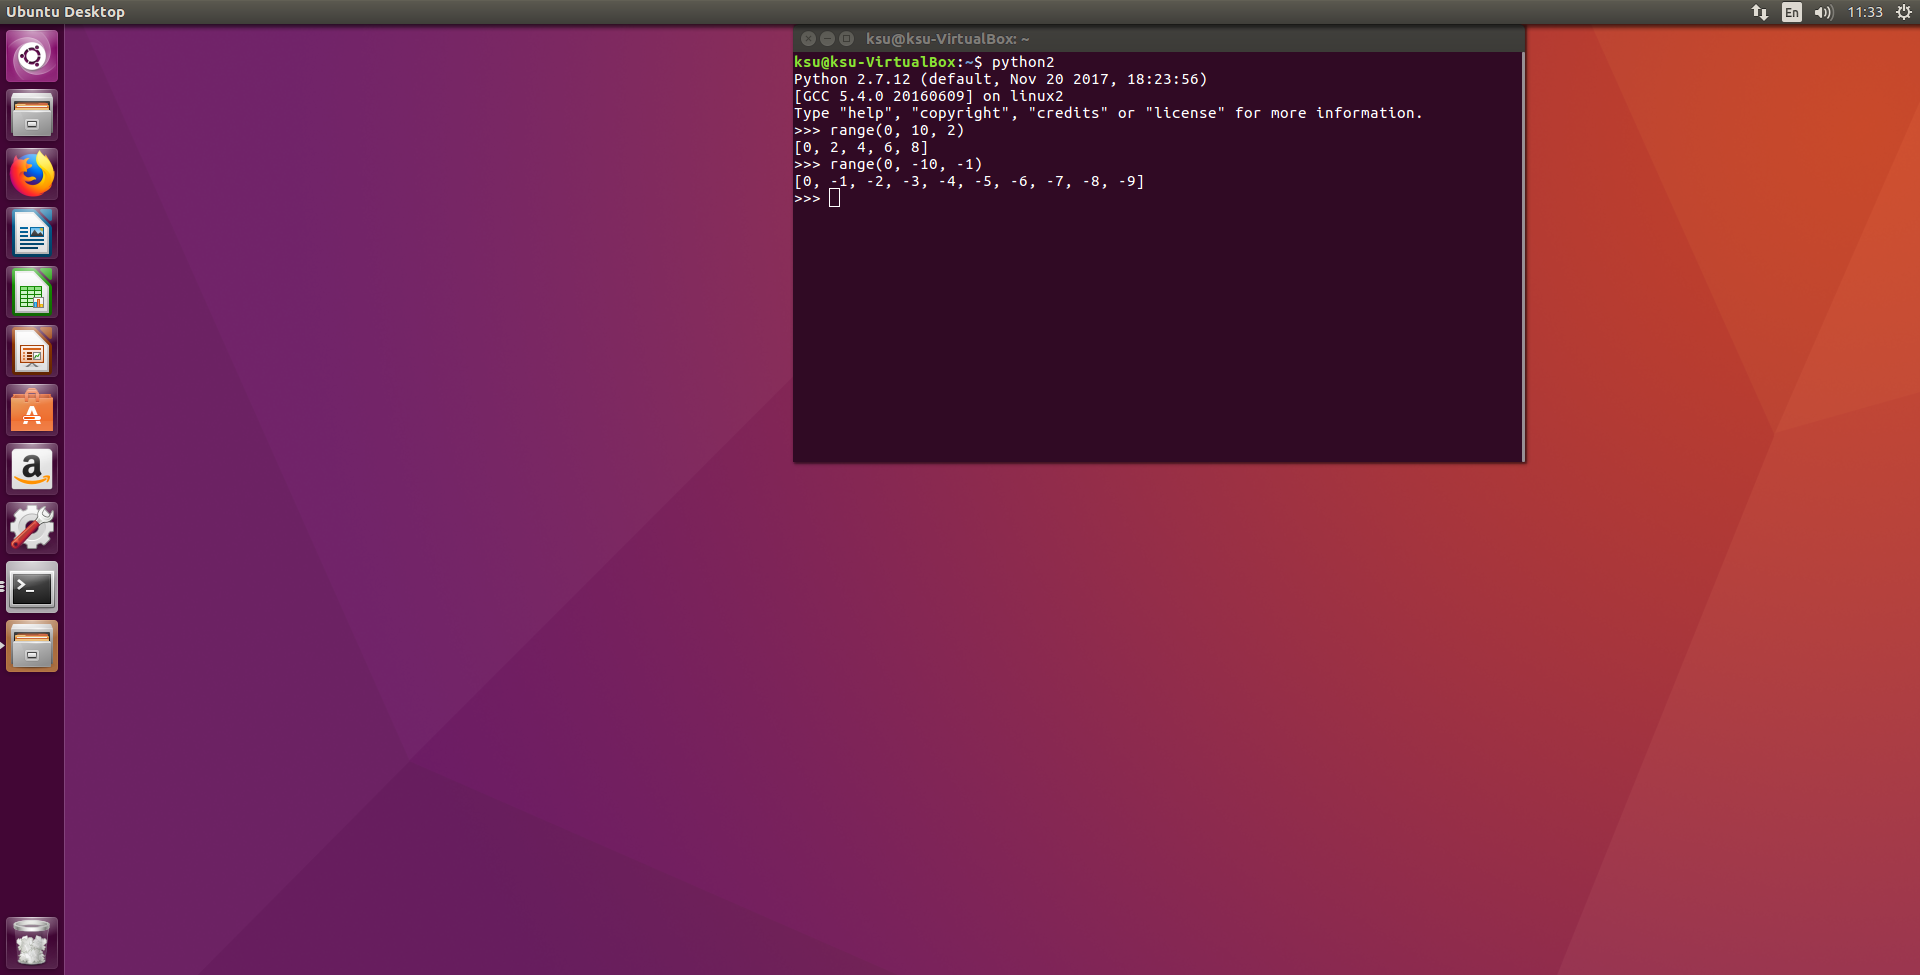 Ubuntu Desktop
En
11:33
ksu@ksu-VirtualBox: ~
ksu@ksu-VirtualBox:~$ python2
Python 2.7.12 (default, Nov 20 2017, 18:23:56)
[GCC 5.4.0 20160609] on linux2
Type "help", "copyright", "credits" or "license" for more information.
>>> range(0, 10, 2)
[0, 2, 4, 6, 8]
>>> range(0, -10, -1)
[0, -1, -2, -3, -4, -5, -6, -7, -8, -9]
>>>
A
a
>_